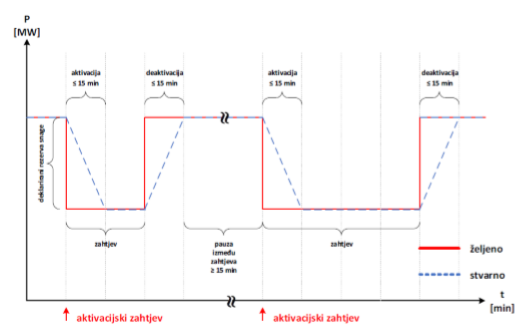 P
[MW]
aktivacija
≤ 15 min
deaktivacija
≤ 15 min
aktivacija
≤ 15 min
deaktivacija
≤ 15 min
deklarirani rezerva snage
zahtjev
pauza
između
zahtjeva
≥ 15 min
zahtjev
željeno
stvarno
t
[min]
aktivacijski zahtjev
aktivacijski zahtjev